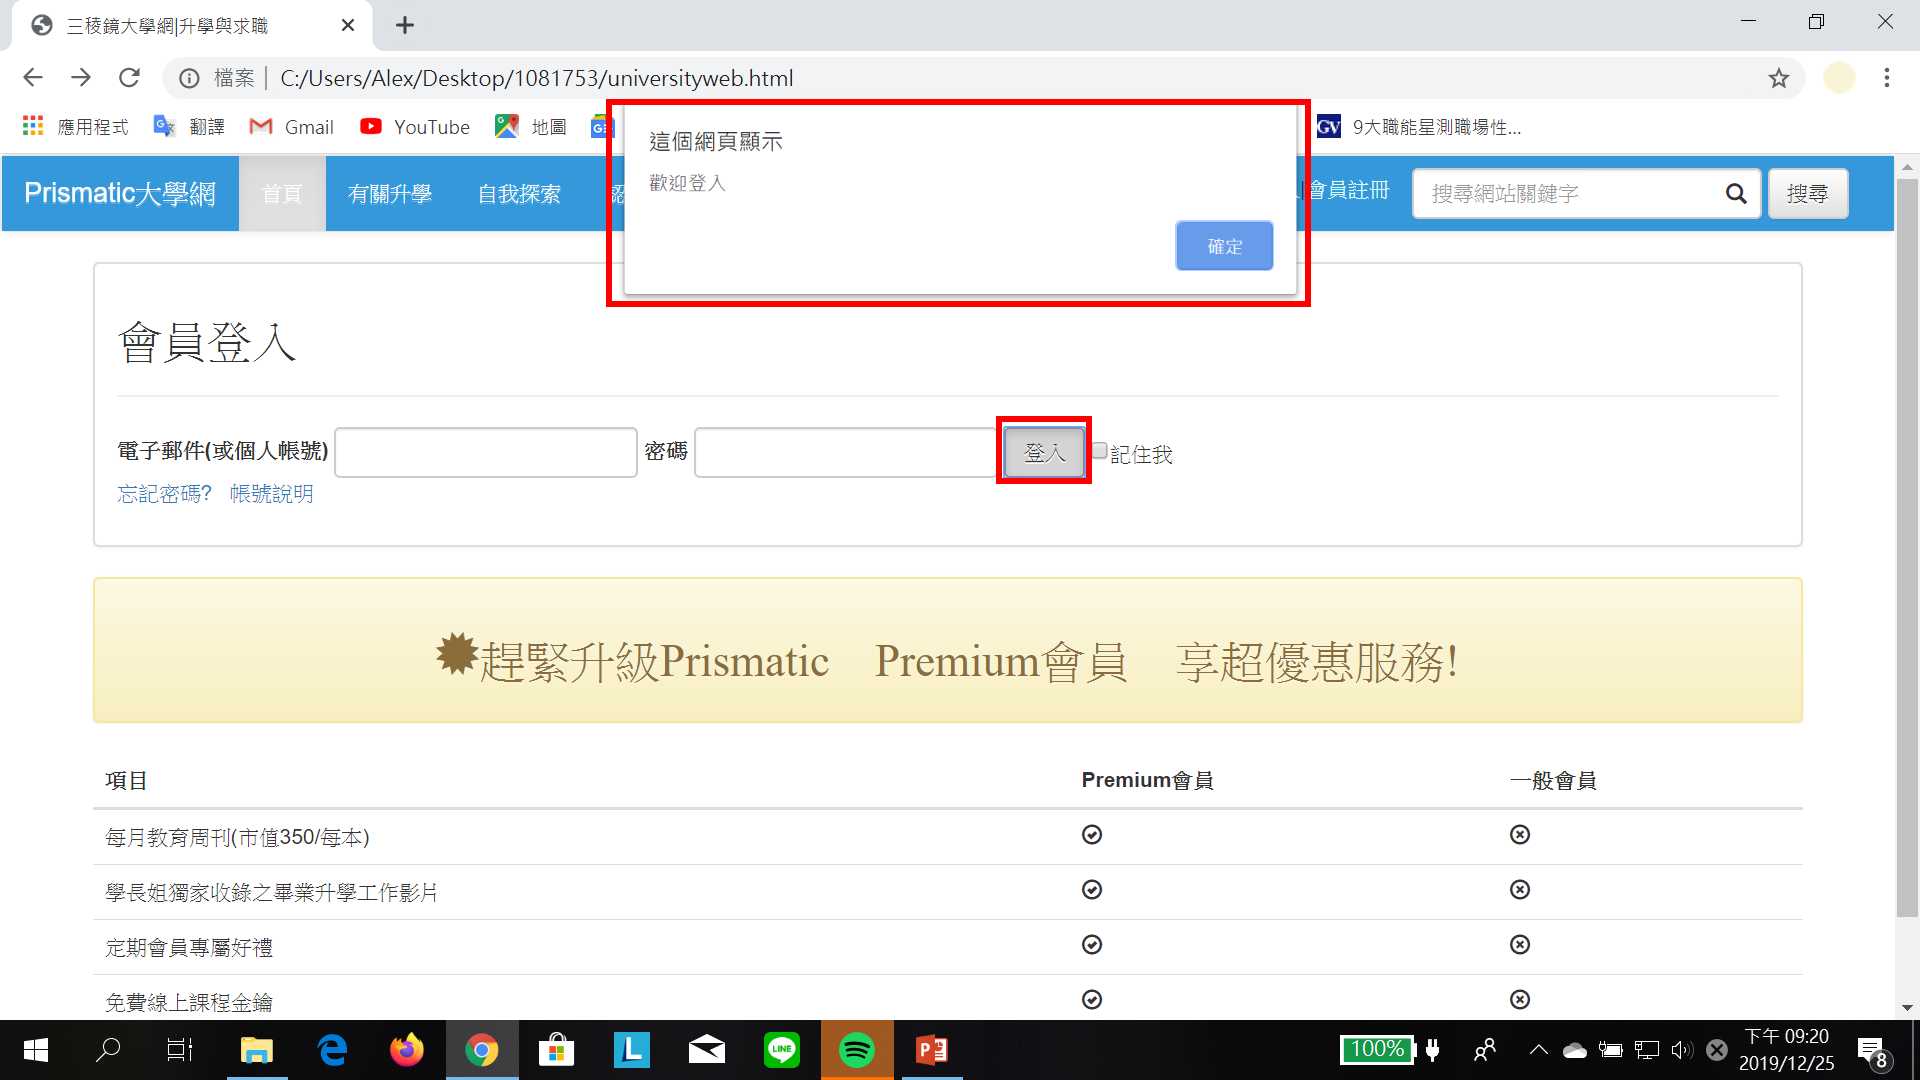 三稜鏡大學網|升學與求職
檔案 C:/Users/Alex/Desktop/1081753/universityweb.html
應用程式 翻譯 Gmail YouTube 地圖 GV 9大職能星測職場性...
這個網頁顯示
歡迎登入
確定
Prismatic大學網 首頁 有關升學 自我探索 |會員註冊 搜尋網站關鍵字 搜尋
會員登入
電子郵件(或個人帳號) 密碼 登入 記住我
忘記密碼? 帳號說明
趕緊升級Prismatic Premium會員 享超優惠服務!
項目 Premium會員 一般會員
每月教育周刊(市值350/每本)
學長姐獨家收錄之畢業升學工作影片
定期會員專屬好禮
免費線上課程金鑰
100% 下午 09:20
2019/12/25 8